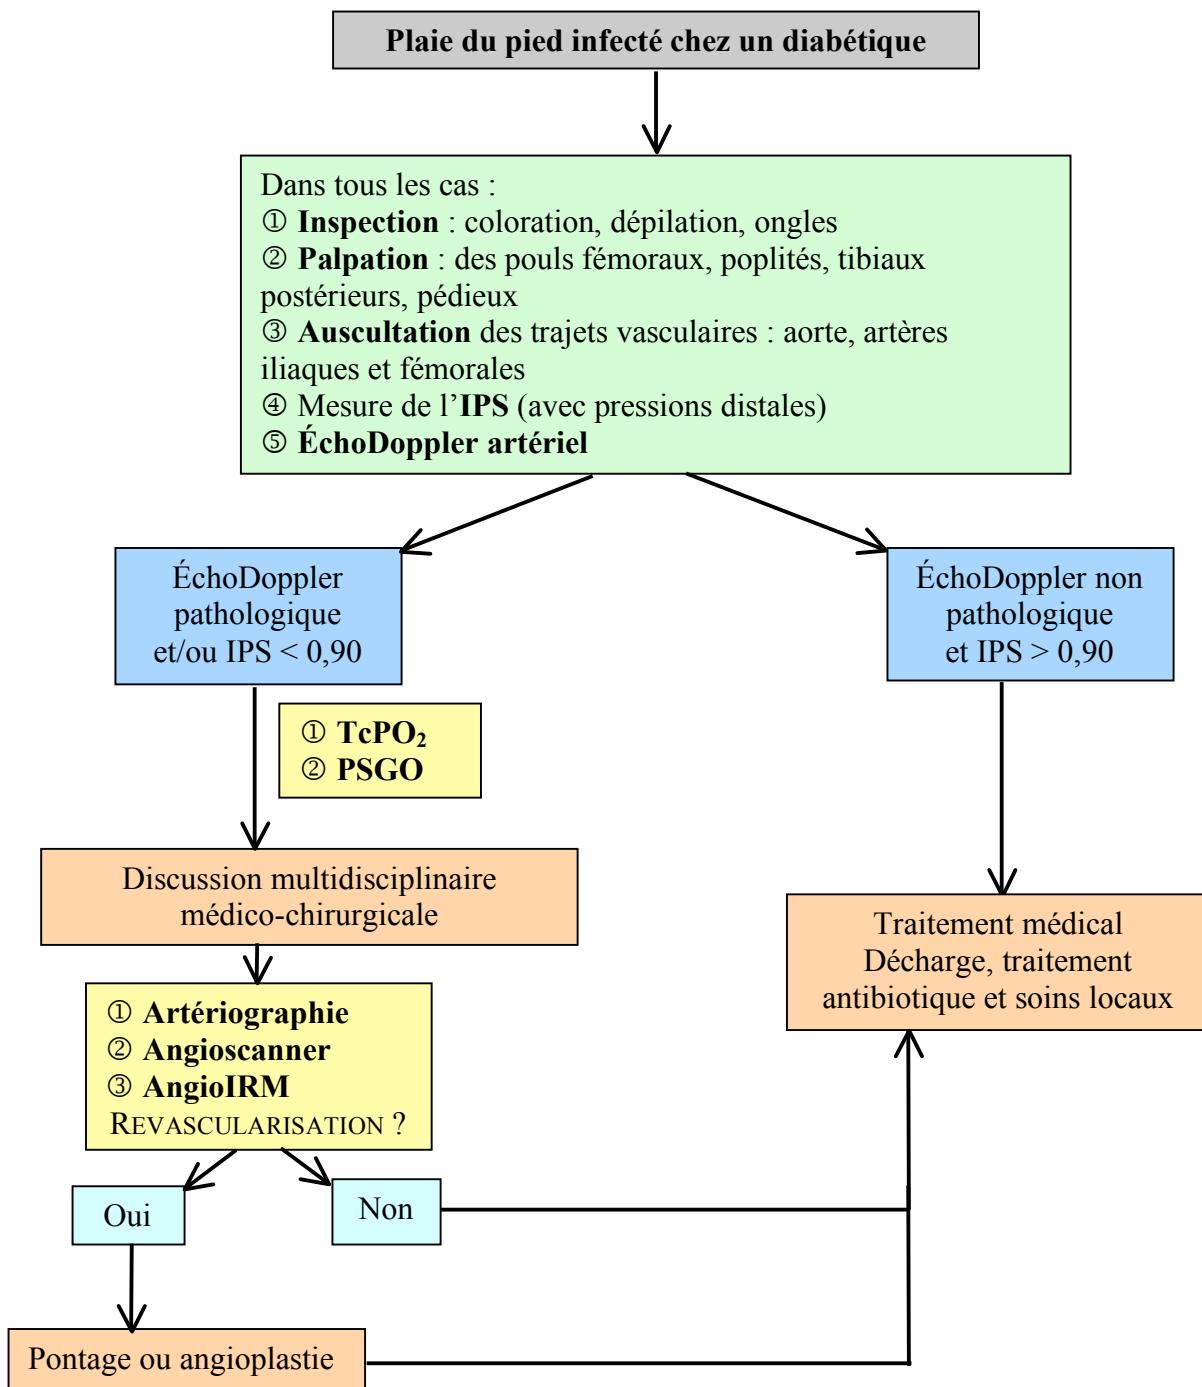 Plaie du pied infecté chez un diabétique
Dans tous les cas :
① Inspection : coloration, dépilation, ongles
② Palpation : des pouls fémoraux, poplités, tibiaux
postérieurs, pédieux
③ Auscultation des trajets vasculaires : aorte, artères
iliaques et fémorales
④ Mesure de l’IPS (avec pressions distales)
⑤ ÉchoDoppler artériel
ÉchoDoppler
pathologique
et/ou IPS < 0,90
ÉchoDoppler non
pathologique
et IPS > 0,90
① TcPO₂
② PSGO
Discussion multidisciplinaire
médico-chirurgicale
Traitement médical
Décharge, traitement
antibiotique et soins locaux
① Artériographie
② Angioscanner
③ AngioIRM
REVASCULARISATION ?
Oui
Non
Pontage ou angioplastie